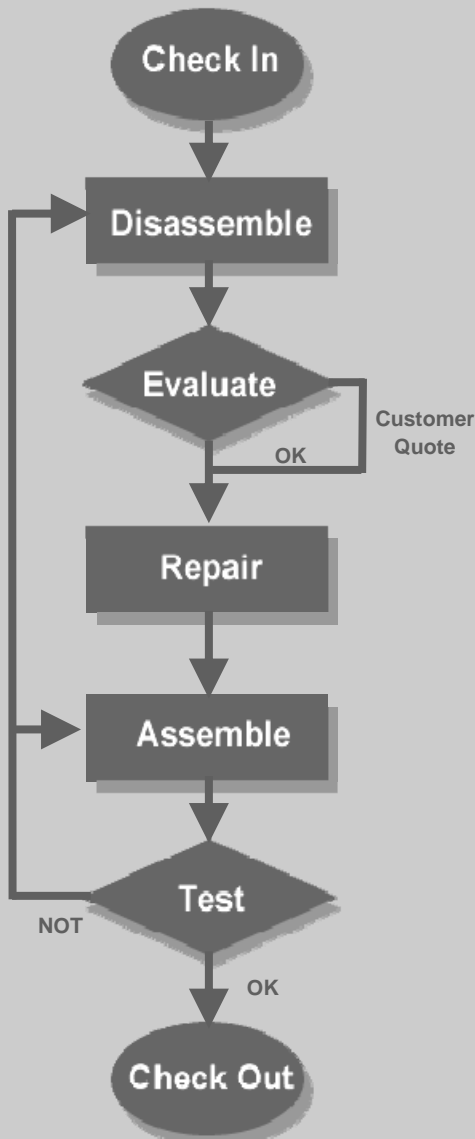 Check In
Disassemble
Evaluate
Customer
Quote
OK
Repair
Assemble
Test
NOT
OK
Check Out